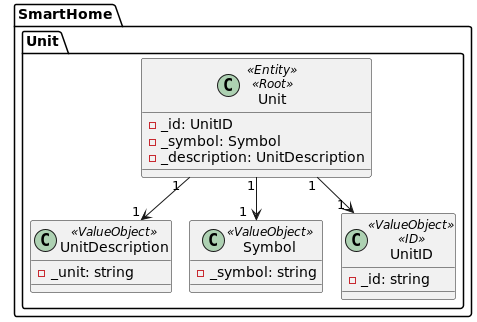 SmartHome
Unit
«Entity»
«Root»
C Unit
_id: UnitID
_symbol: Symbol
_description: UnitDescription
1 1 1
1 1 1
«ValueObject»
C UnitDescription
_unit: string
«ValueObject»
C Symbol
_symbol: string
«ValueObject»
«ID»
C UnitID
_id: string